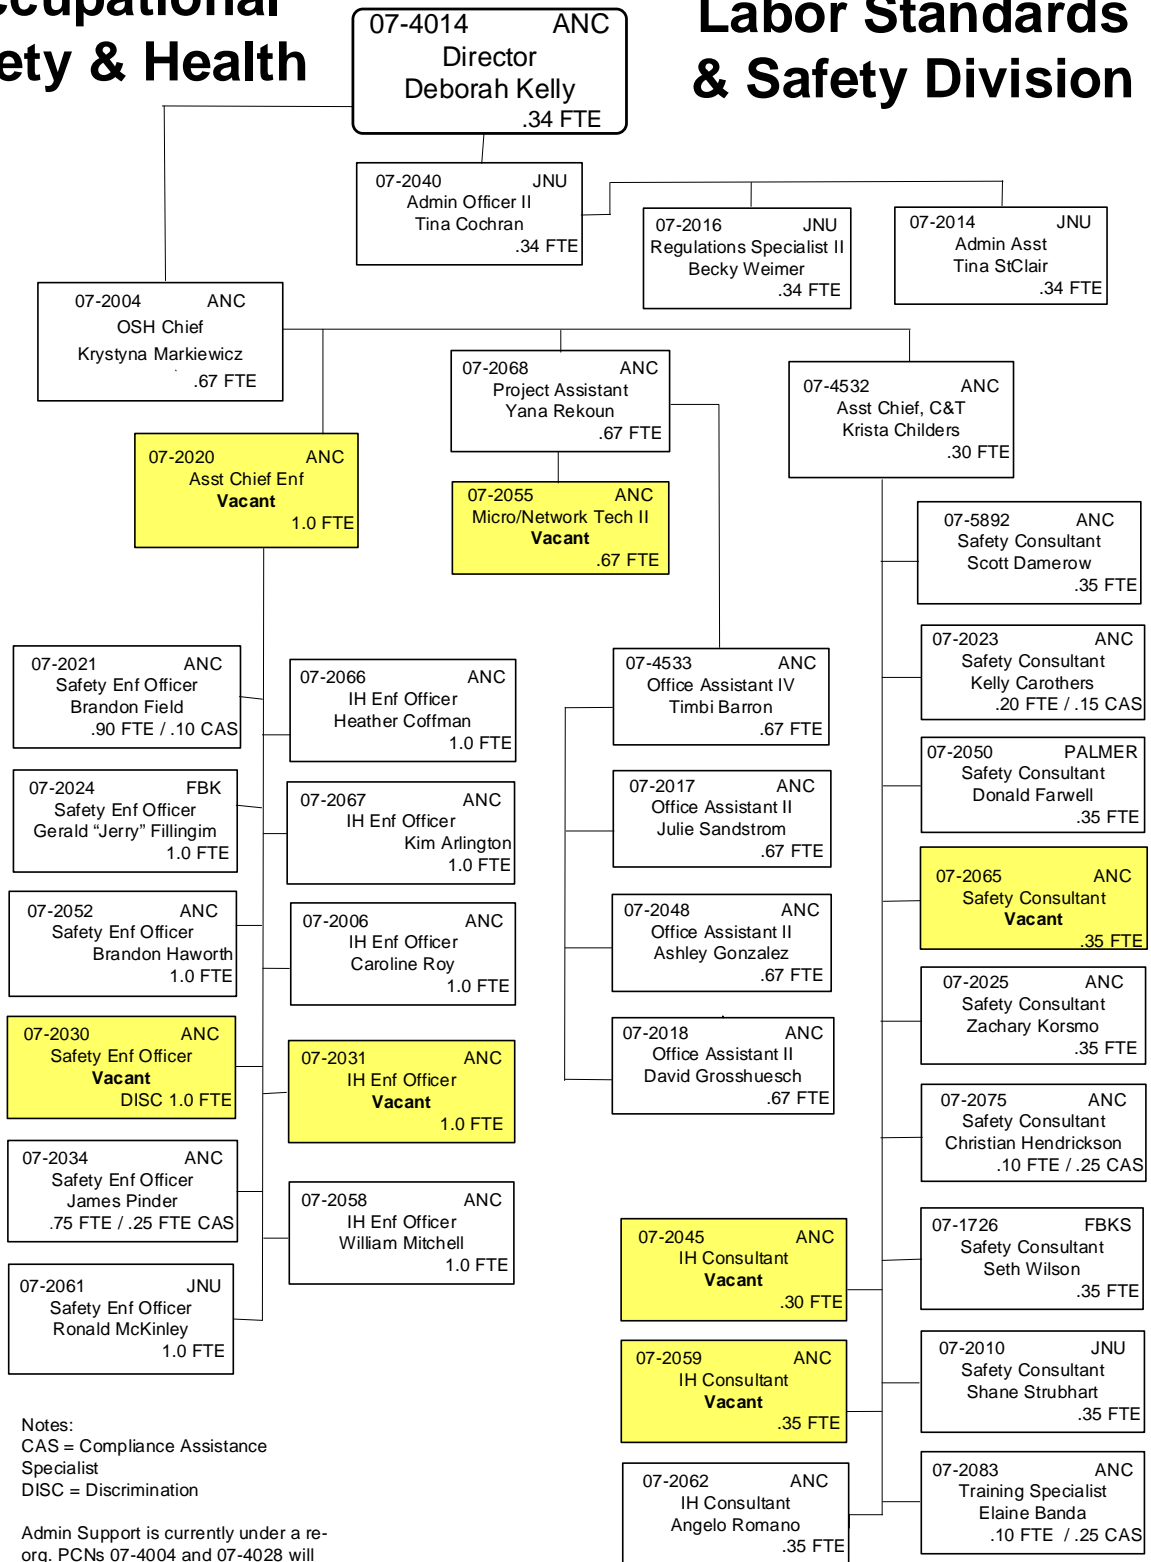 ccupational
ety & Health
Labor Standards
& Safety Division
07-4014 ANC
Director
Deborah Kelly
.34 FTE
07-2040 JNU
Admin Officer II
Tina Cochran
.34 FTE
07-2016 JNU
Regulations Specialist II
Becky Weimer
.34 FTE
07-2014 JNU
Admin Asst
Tina StClair
.34 FTE
07-2004 ANC
OSH Chief
Krystyna Markiewicz
.67 FTE
07-2068 ANC
Project Assistant
Yana Rekoun
.67 FTE
07-4532 ANC
Asst Chief, C&T
Krista Childers
.30 FTE
07-2020 ANC
Asst Chief Enf
Vacant
1.0 FTE
07-2055 ANC
Micro/Network Tech II
Vacant
.67 FTE
07-2021 ANC
Safety Enf Officer
Brandon Field
.90 FTE / .10 CAS
07-2024 FBK
Safety Enf Officer
Gerald “Jerry” Fillingim
1.0 FTE
07-2052 ANC
Safety Enf Officer
Brandon Haworth
1.0 FTE
07-2030 ANC
Safety Enf Officer
Vacant
DISC 1.0 FTE
07-2034 ANC
Safety Enf Officer
James Pinder
.75 FTE / .25 FTE CAS
07-2061 JNU
Safety Enf Officer
Ronald McKinley
1.0 FTE
07-2066 ANC
IH Enf Officer
Heather Coffman
1.0 FTE
07-2067 ANC
IH Enf Officer
Kim Arlington
1.0 FTE
07-2006 ANC
IH Enf Officer
Caroline Roy
1.0 FTE
07-2031 ANC
IH Enf Officer
Vacant
1.0 FTE
07-2058 ANC
IH Enf Officer
William Mitchell
1.0 FTE
07-4533 ANC
Office Assistant IV
Timbi Barron
.67 FTE
07-2017 ANC
Office Assistant II
Julie Sandstrom
.67 FTE
07-2048 ANC
Office Assistant II
Ashley Gonzalez
.67 FTE
07-2018 ANC
Office Assistant II
David Grosshuesch
.67 FTE
07-5892 ANC
Safety Consultant
Scott Damerow
.35 FTE
07-2023 ANC
Safety Consultant
Kelly Carothers
.20 FTE / .15 CAS
07-2050 PALMER
Safety Consultant
Donald Farwell
.35 FTE
07-2065 ANC
Safety Consultant
Vacant
.35 FTE
07-2025 ANC
Safety Consultant
Zachary Korsmo
.35 FTE
07-2075 ANC
Safety Consultant
Christian Hendrickson
.10 FTE / .25 CAS
07-1726 FBKS
Safety Consultant
Seth Wilson
.35 FTE
07-2010 JNU
Safety Consultant
Shane Strubhart
.35 FTE
07-2083 ANC
Training Specialist
Elaine Banda
.10 FTE / .25 CAS
07-2045 ANC
IH Consultant
Vacant
.30 FTE
07-2059 ANC
IH Consultant
Vacant
.35 FTE
07-2062 ANC
IH Consultant
Angelo Romano
.35 FTE
Notes:
CAS = Compliance Assistance
Specialist
DISC = Discrimination
Admin Support is currently under a re-
org. PCNs 07-4004 and 07-4028 will